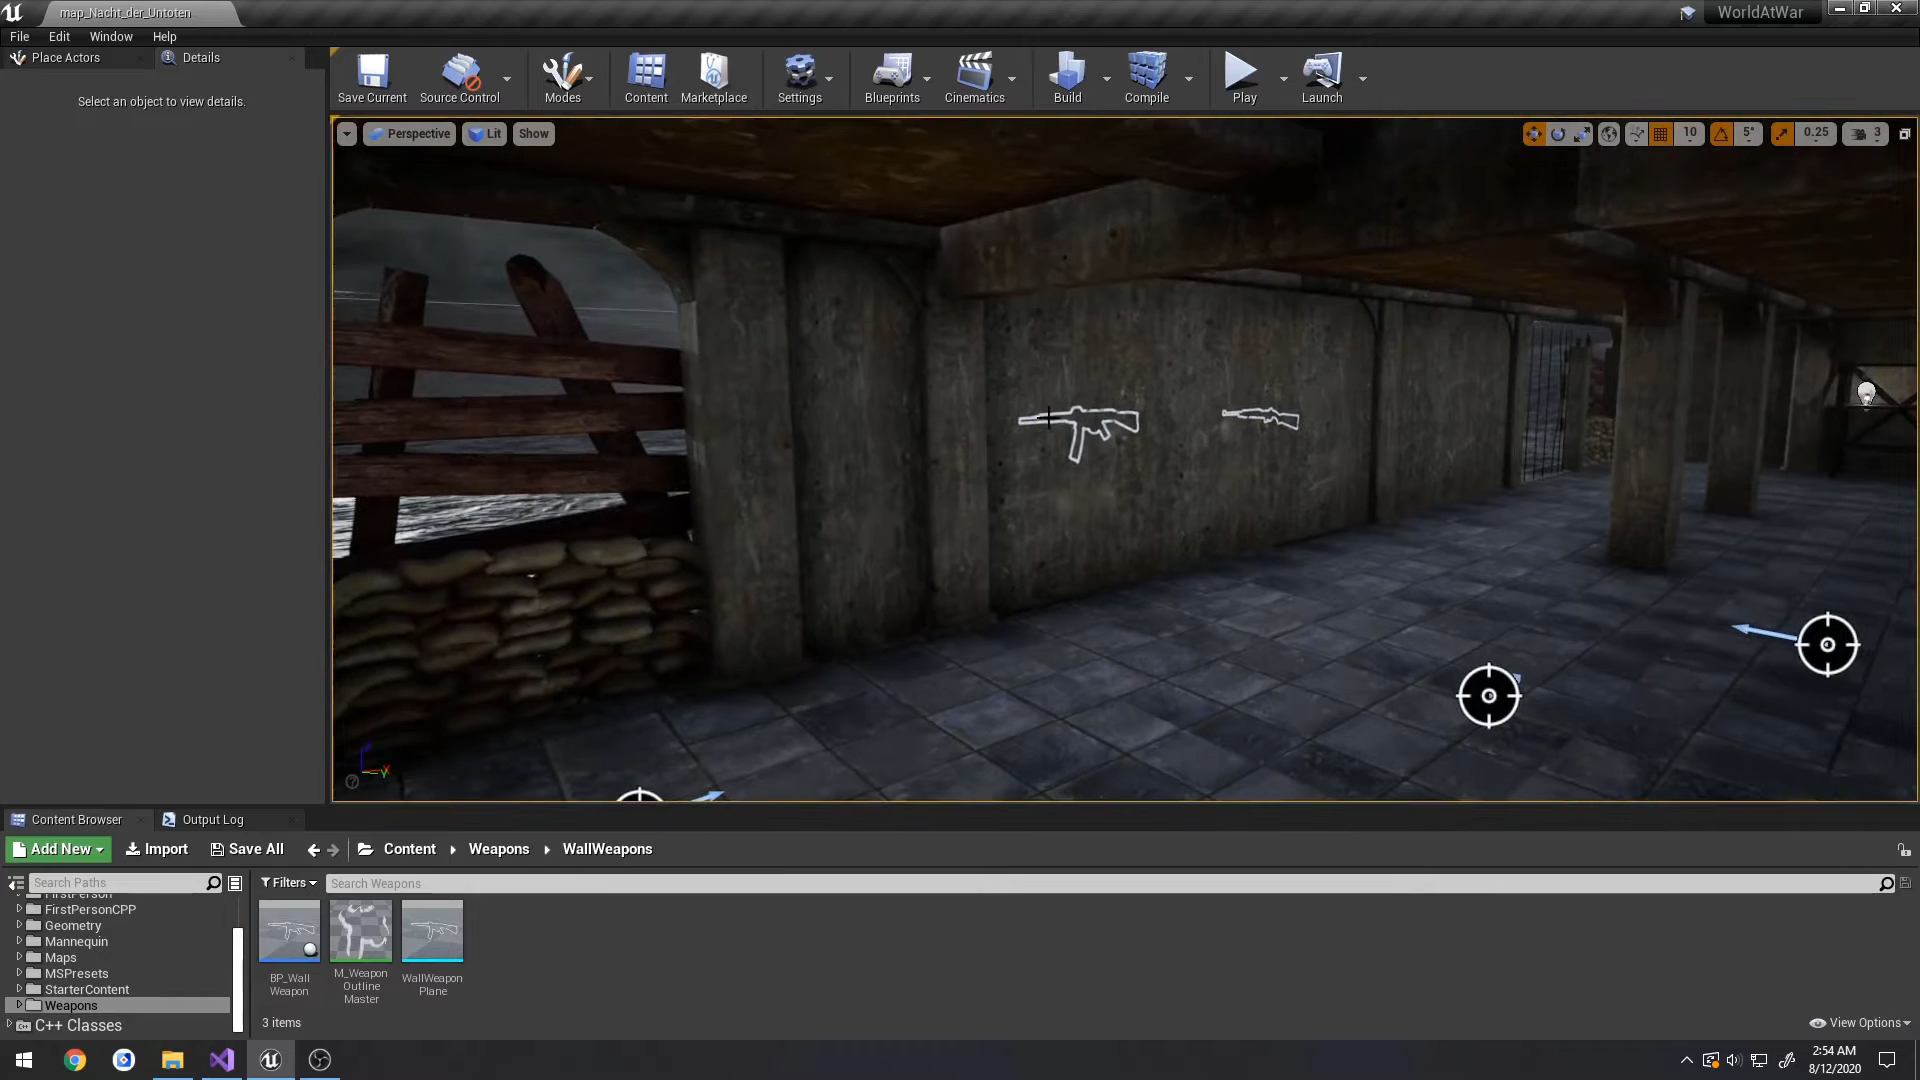 map_Nacht_der_Untoten
WorldAtWar
File Edit Window Help
Place Actors
Details
Select an object to view details.
Save Current
Source Control
Modes
Content
Marketplace
Settings
Blueprints
Cinematics
Build
Compile
Play
Launch
Perspective
Lit
Show
10
5°
0.25
3
Content Browser
Output Log
Add New
Import
Save All
Content
Weapons
WallWeapons
Search Paths
Filters
Search Weapons
FirstPerson
FirstPersonCPP
Geometry
Mannequin
Maps
MSPresets
StarterContent
Weapons
C++ Classes
BP_Wall
Weapon
M_Weapon
Outline
Master
WallWeapon
Plane
3 items
View Options
2:54 AM
8/12/2020